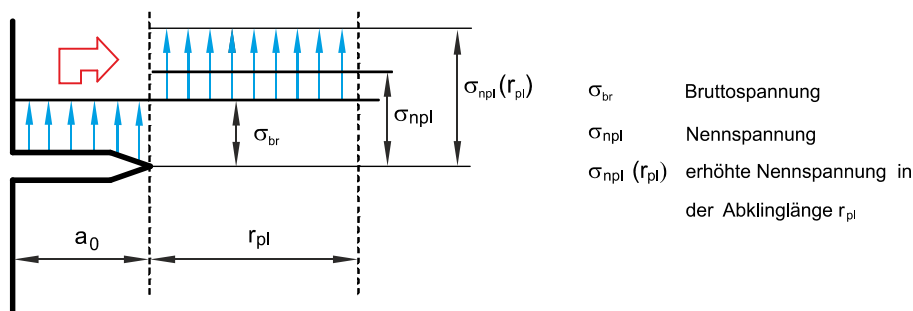 σnpl (rpl)
σnpl
σbr
a0
rpl
σbr Bruttospannung
σnpl Nennspannung
σnpl (rpl) erhöhte Nennspannung in
der Abklinglänge rpl